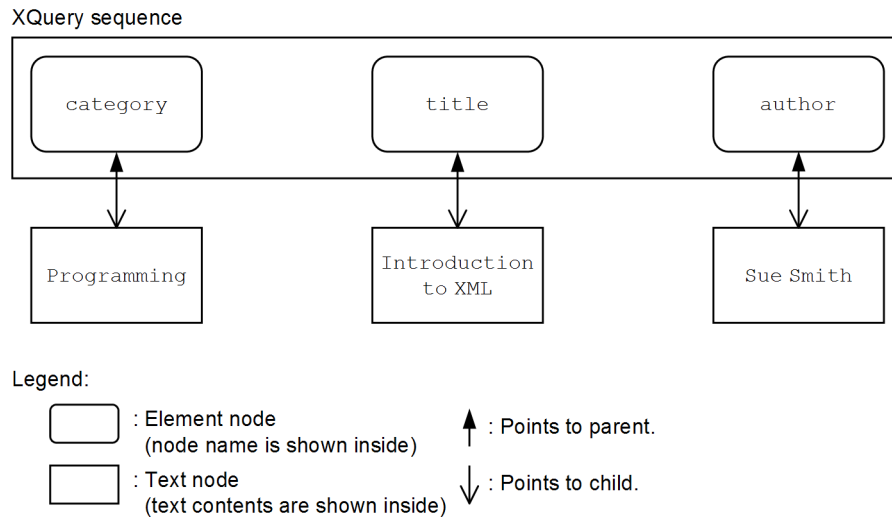 XQuery sequence
category
title
author
Programming
Introduction
to XML
Sue Smith
Legend:
: Element node
(node name is shown inside)
: Points to parent.
: Text node
(text contents are shown inside)
: Points to child.